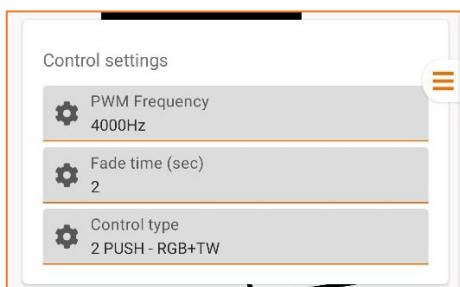 Control settings
PWM Frequency
4000Hz
Fade time (sec)
2
Control type
2 PUSH - RGB+TW